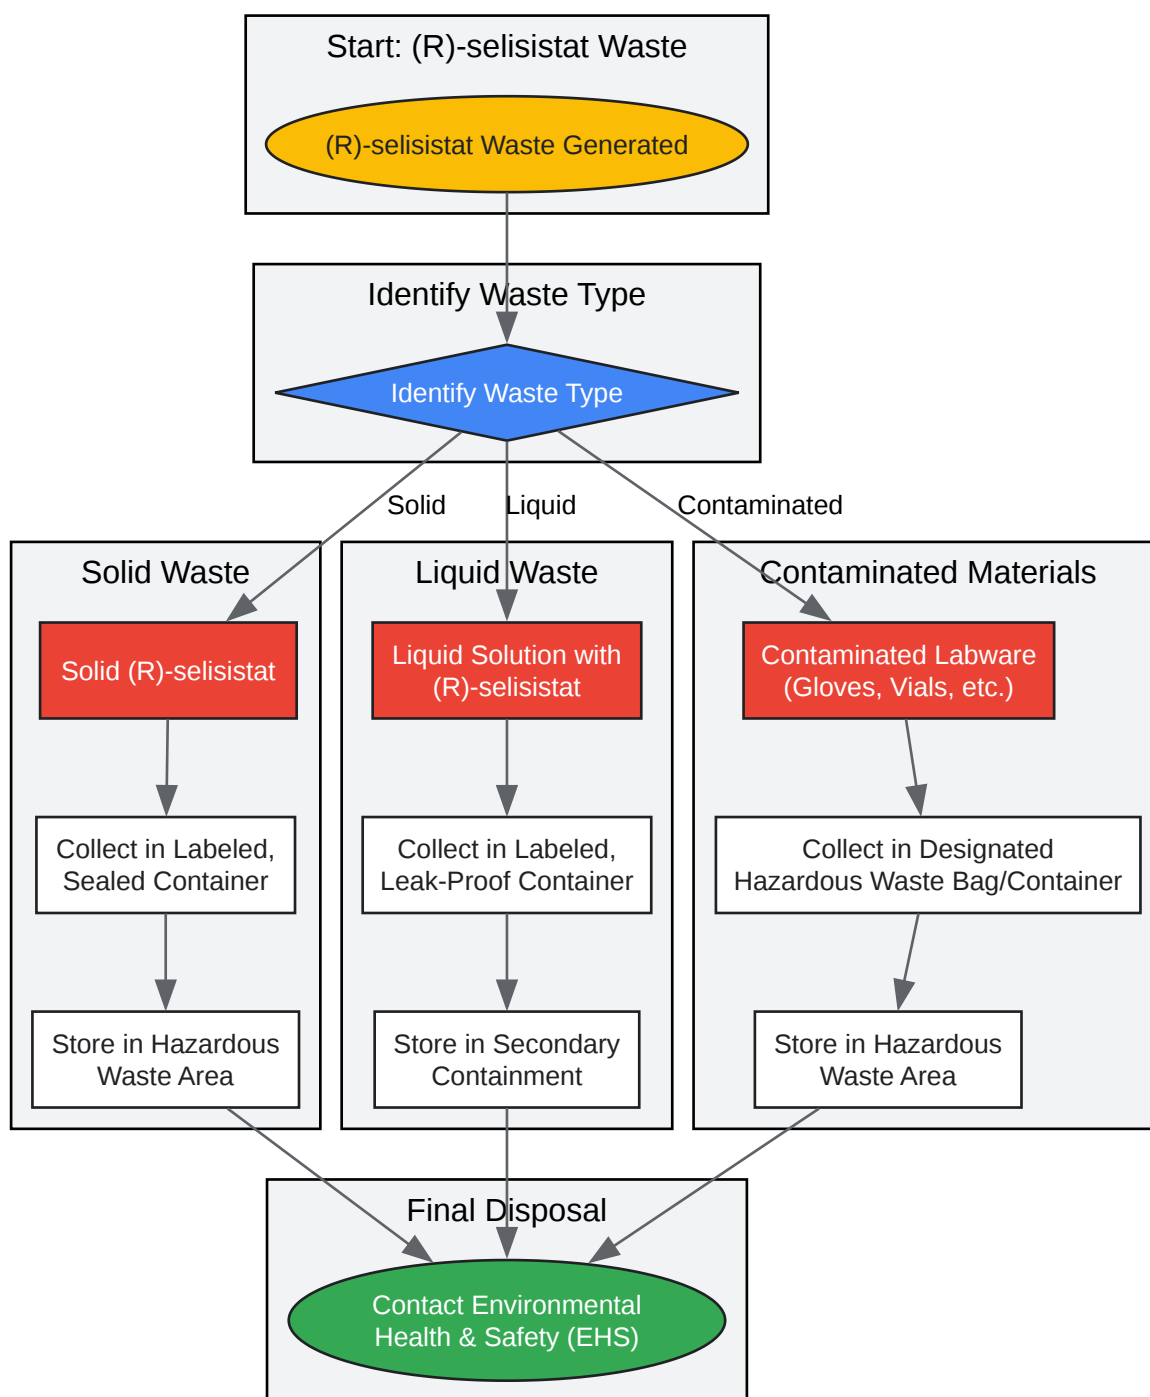 Start: (R)-selisistat Waste
(R)-selisistat Waste Generated
Identify Waste Type
Identify Waste Type
Solid
Liquid
Contaminated
Solid Waste
Solid (R)-selisistat
Collect in Labeled,
Sealed Container
Store in Hazardous
Waste Area
Liquid Waste
Liquid Solution with
(R)-selisistat
Collect in Labeled,
Leak-Proof Container
Store in Secondary
Containment
Contaminated Materials
Contaminated Labware
(Gloves, Vials, etc.)
Collect in Designated
Hazardous Waste Bag/Container
Store in Hazardous
Waste Area
Final Disposal
Contact Environmental
Health & Safety (EHS)